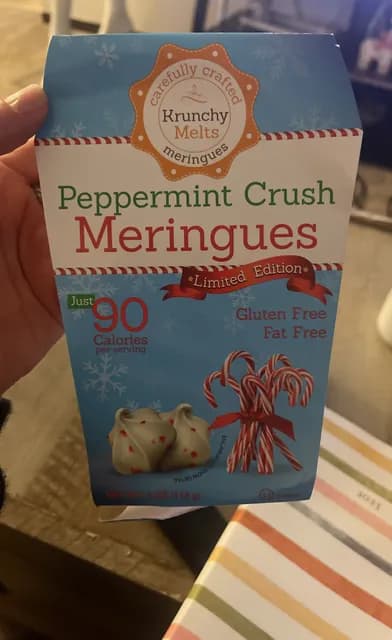 carefully crafted
Krunchy
Melts
meringues
Peppermint Crush
Meringues
Limited Edition
Just
90
Calories
per serving
Gluten Free
Fat Free